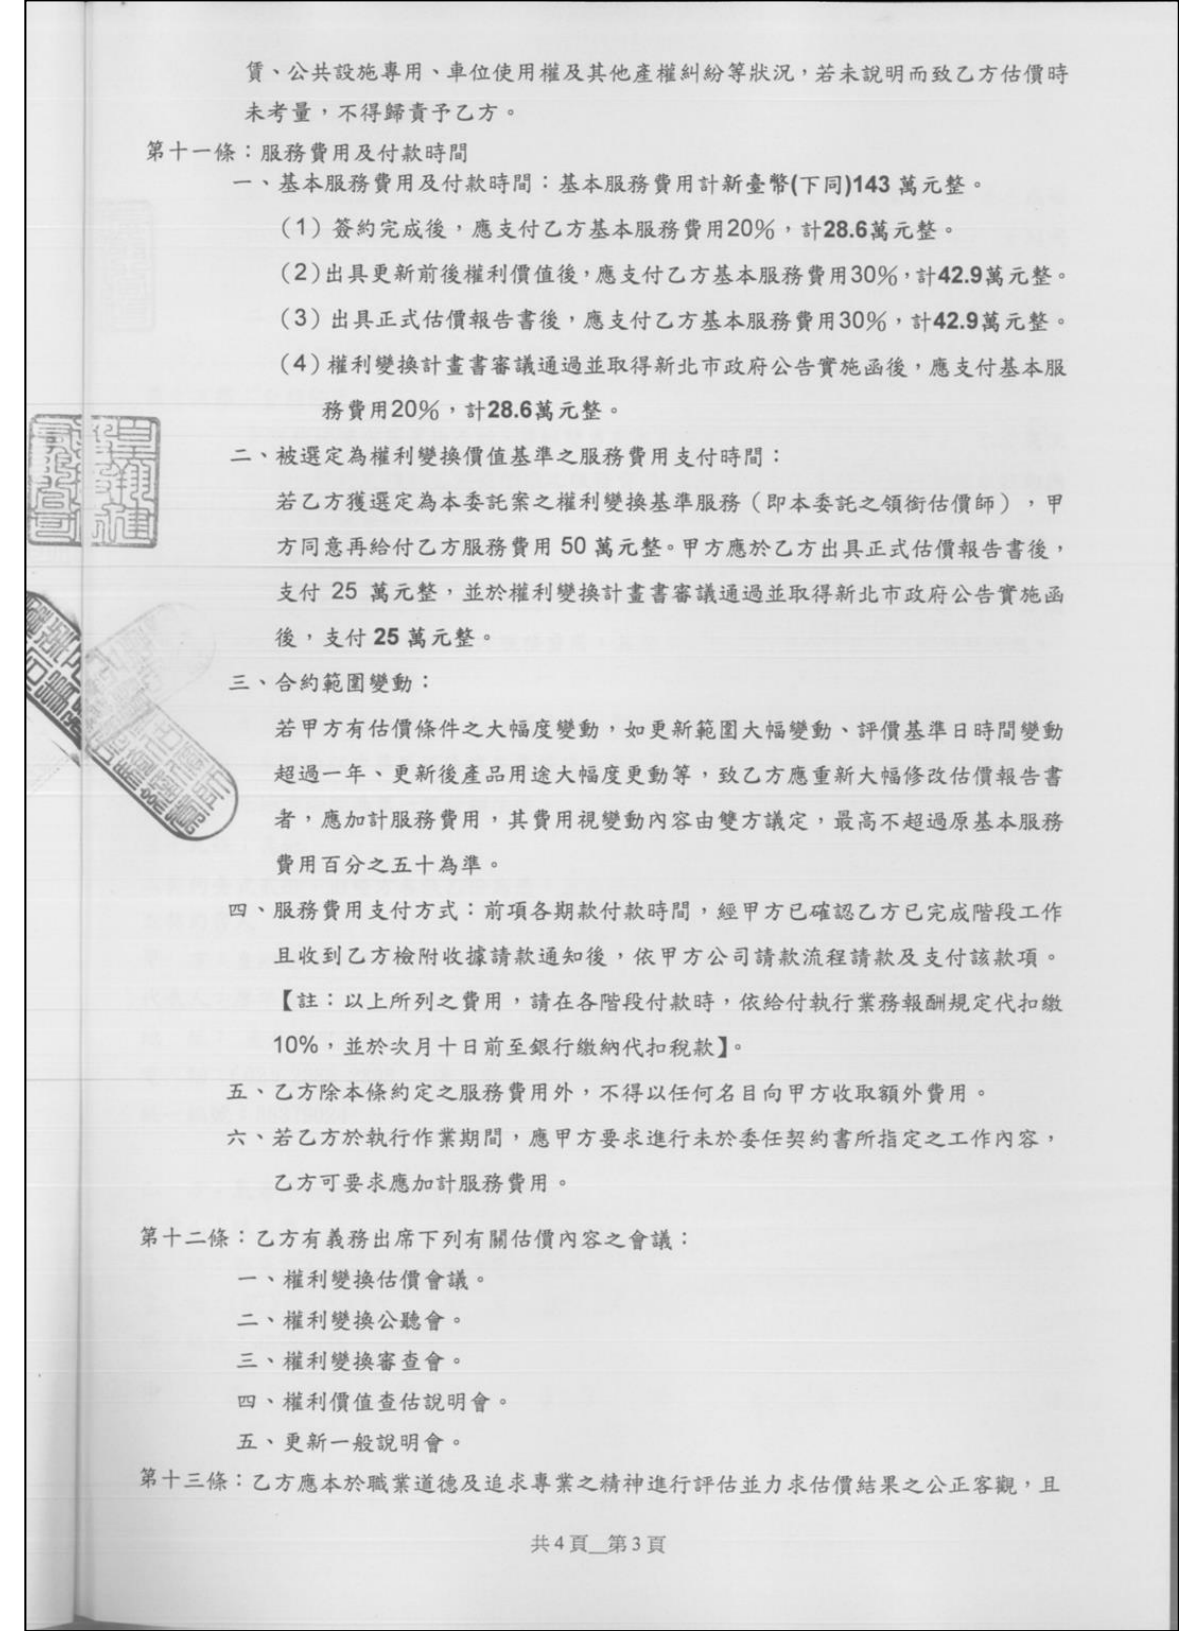 賃、公共設施專用、車位使用權及其他產權糾紛等狀況，若未說明而致乙方估價時
未考量，不得歸責予乙方。
第十一條：服務費用及付款時間
一、基本服務費用及付款時間：基本服務費用計新臺幣(下同)143 萬元整。
（1）簽約完成後，應支付乙方基本服務費用20%，計28.6萬元整。
（2）出具更新前後權利價值後，應支付乙方基本服務費用30%，計42.9萬元整。
（3）出具正式估價報告書後，應支付乙方基本服務費用30%，計42.9萬元整。
（4）權利變換計畫書審議通過並取得新北市政府公告實施函後，應支付基本服
務費用20%，計28.6萬元整。
二、被選定為權利變換價值基準之服務費用支付時間：
若乙方獲選定為本委託案之權利變換基準服務（即本委託之領銜估價師），甲
方同意再給付乙方服務費用 50 萬元整。甲方應於乙方出具正式估價報告書後，
支付 25 萬元整，並於權利變換計畫書審議通過並取得新北市政府公告實施函
後，支付 25 萬元整。
三、合約範圍變動：
若甲方有估價條件之大幅度變動，如更新範圍大幅變動、評價基準日時間變動
超過一年、更新後產品用途大幅度更動等，致乙方應重新大幅修改估價報告書
者，應加計服務費用，其費用視變動內容由雙方議定，最高不超過原基本服務
費用百分之五十為準。
四、服務費用支付方式：前項各期款付款時間，經甲方已確認乙方已完成階段工作
且收到乙方檢附收據請款通知後，依甲方公司請款流程請款及支付該款項。
【註：以上所列之費用，請在各階段付款時，依給付執行業務報酬規定代扣繳
10%，並於次月十日前至銀行繳納代扣稅款】。
五、乙方除本條約定之服務費用外，不得以任何名目向甲方收取額外費用。
六、若乙方於執行作業期間，應甲方要求進行未於委任契約書所指定之工作內容，
乙方可要求應加計服務費用。
第十二條：乙方有義務出席下列有關估價內容之會議：
一、權利變換估價會議。
二、權利變換公聽會。
三、權利變換審查會。
四、權利價值查估說明會。
五、更新一般說明會。
第十三條：乙方應本於職業道德及追求專業之精神進行評估並力求估價結果之公正客觀，且
共4頁__第3頁